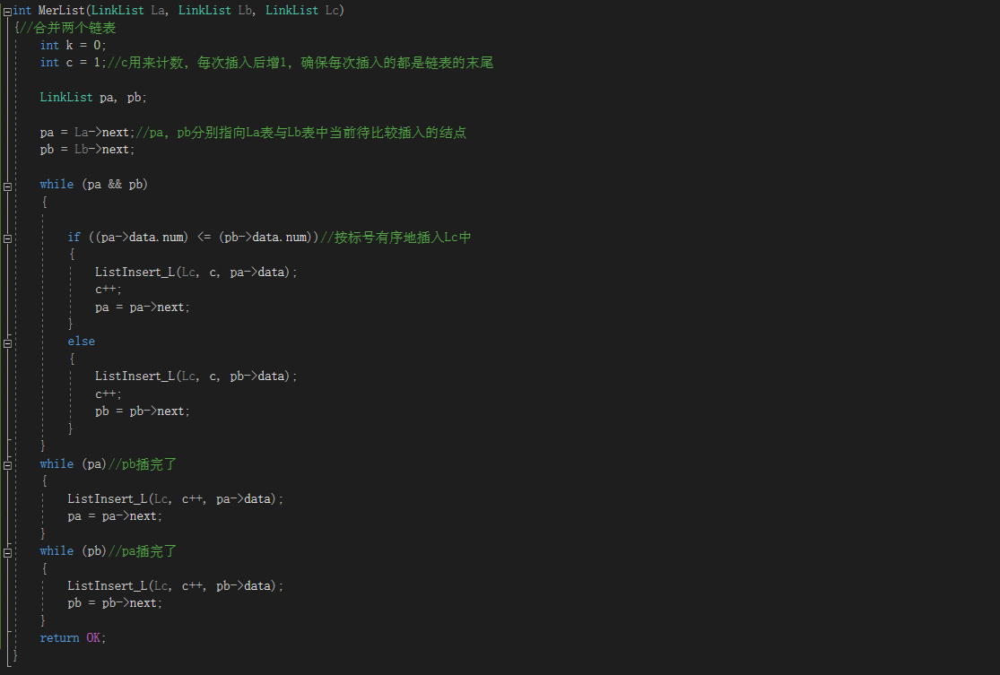 int MerList(LinkList La, LinkList Lb, LinkList Lc)
{//合并两个链表
int k = 0;
int c = 1;//c用来计数，每次插入后增1，确保每次插入的都是链表的末尾
LinkList pa, pb;
pa = La->next;//pa，pb分别指向La表与Lb表中当前待比较插入的结点
pb = Lb->next;
while (pa && pb)
{
if ((pa->data.num) <= (pb->data.num))//按标号有序地插入Lc中
{
ListInsert_L(Lc, c, pa->data);
c++;
pa = pa->next;
}
else
{
ListInsert_L(Lc, c, pb->data);
c++;
pb = pb->next;
}
}
while (pa)//pb插完了
{
ListInsert_L(Lc, c++, pa->data);
pa = pa->next;
}
while (pb)//pa插完了
{
ListInsert_L(Lc, c++, pb->data);
pb = pb->next;
}
return OK;
}